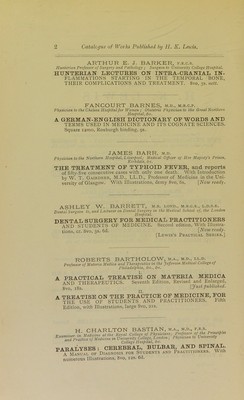 2 Catalogue of Works Published by H. K. Lewis.
ARTHUR E. J. BARKER, F.R.C.S.
Hunterian Professor of Surgery and Pathology; Surgeon to University College Hospital.
HUNTERIAN LECTURES ON INTRA-CRANIAL IN-
FLAMMATIONS STARTING IN THE TEMPORAL BONE,
THEIR COMPLICATIONS AND TREATMENT. 8vo, 3s. nett.
FANCOURT BARNES, M.D., M.R.C.P.
Physician to the Chelsea Hospital for Women; Obstetric Physician to the Great Northern
Hospital, &c.
A GERMAN-ENGLISH DICTIONARY OF WORDS AND
TERMS USED IN MEDICINE AND ITS COGNATE SCIENCES.
Square 12mo, Roxburgh binding, 9s.
JAMES BARR, M.D.
Physician to the Northern Hospital, Liverpool; Medical Officer of Her Majesty's Prison,
Kirkdale, &c.
THE TREATMENT OF TYPHOID FEVER, and reports
of fifty-five consecutive cases with only one death. With Introduction
by W. T. GAIRDNER, M.D., LL.D., Professor of Medicine in the Uni-
versity of Glasgow. With Illustrations, demy 8vo, 6s. [Now ready.
ASHLEY W. BARRETT, M.B. LOND., M.R.C.S., L.D.S.E.
Dental Surgeon to, and Lecturer on Dental Surgery in the Medical School of, the London
Hospital.
DENTAL SURGERY FOR MEDICAL PRACTITIONERS
AND STUDENTS OF MEDICINE. Second edition, With Illustra-
tions, cr. 8vo, 3s. 6d. [Now ready.
[LEWIS'S PRACTICAL SERIES.]
ROBERTS BARTHOLOW, M.A., M.D., LL.D.
Professor of Materia Medica and Therapeutics in the Jefferson Medical College of
Philadelphia, &c., &c.
A PRACTICAL TREATISE ON MATERIA MEDICA
AND THERAPEUTICS. Seventh Edition, Revised and Enlarged,
8vo, 18s. [Just published.
A TREATISE ON THE PRACTICE OF MEDICINE, FOR
THE USE OF STUDENTS AND PRACTITIONERS. Fifth
Edition, with Illustrations, large 8vo, 21s.
H. CHARLTON BASTIAN, M.A., M.D., F.R.S.
Examiner in Medicine at the Royal College of Physicians; Professor of the Principles
and Practice of Medicine in University College, London; Physician to University
College Hospital, &c.
PARALYSES: CEREBRAL, BULBAR, AND SPINAL.
A MANUAL OF DIAGNOSIS FOR STUDENTS AND PRACTITIONERS. With
numerous Illustrations, 8vo, 12s. 6d.